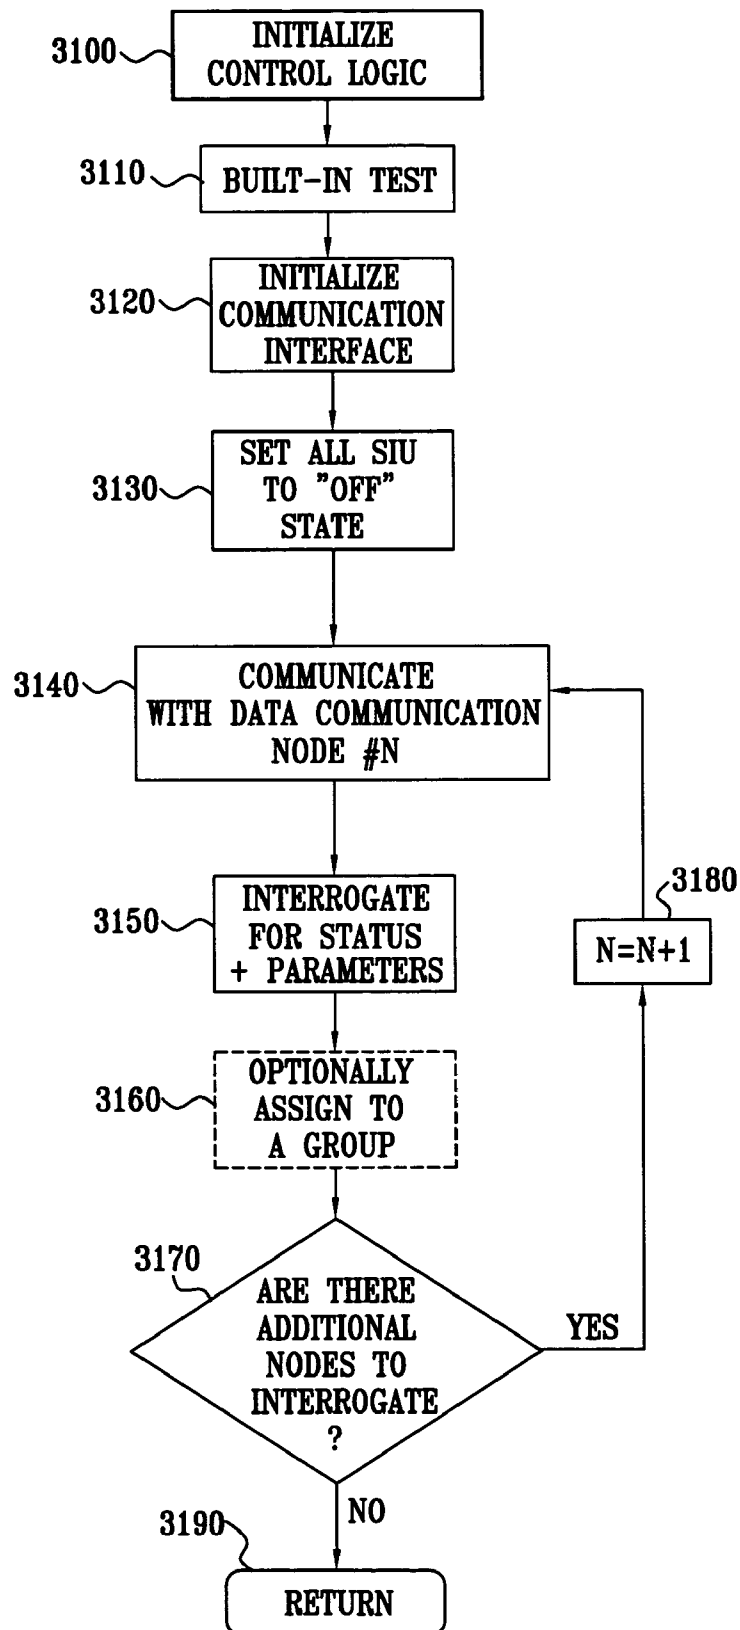 3100
INITIALIZE
CONTROL LOGIC
3110
BUILT-IN TEST
3120
INITIALIZE
COMMUNICATION
INTERFACE
3130
SET ALL SIU
TO "OFF"
STATE
3140
COMMUNICATE
WITH DATA COMMUNICATION
NODE #N
3150
INTERROGATE
FOR STATUS
+ PARAMETERS
3180
N=N+1
3160
OPTIONALLY
ASSIGN TO
A GROUP
3170
ARE THERE
ADDITIONAL
NODES TO
INTERROGATE
?
YES
NO
3190
RETURN